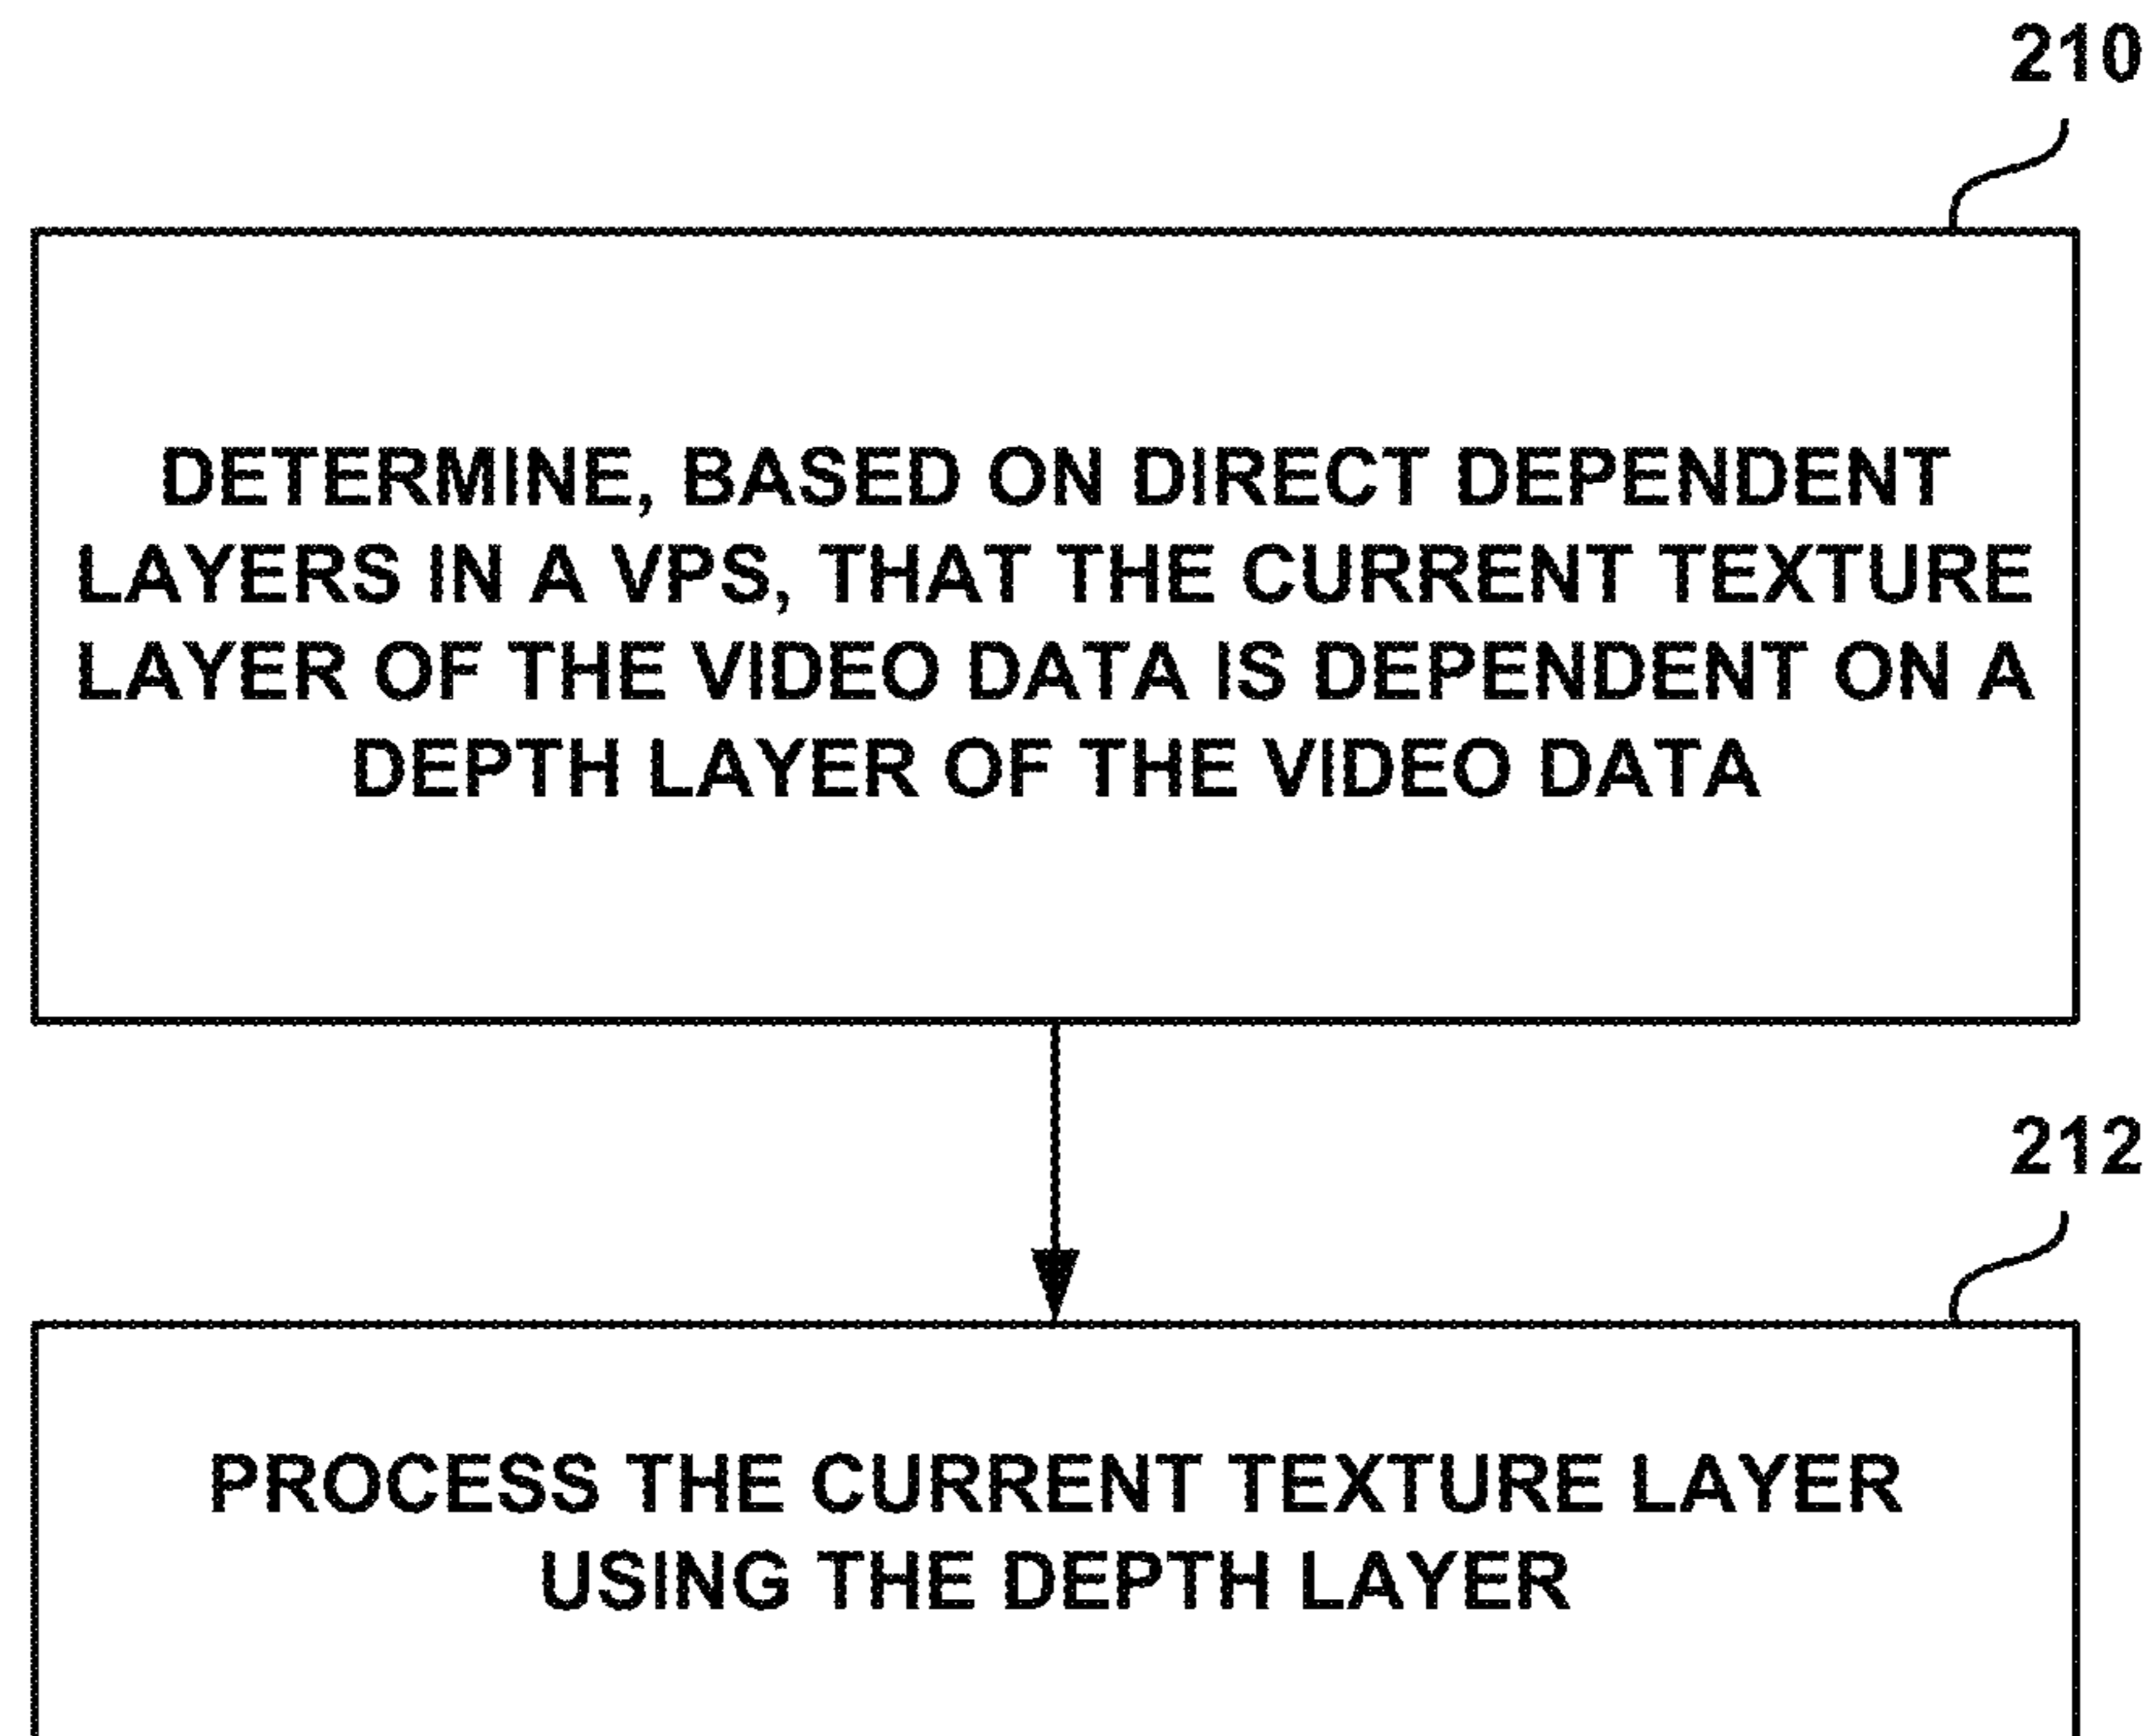 210
DETERMINE, BASED ON DIRECT DEPENDENT
LAYERS IN A VPS, THAT THE CURRENT TEXTURE
LAYER OF THE VIDEO DATA IS DEPENDENT ON A
DEPTH LAYER OF THE VIDEO DATA
212
PROCESS THE CURRENT TEXTURE LAYER
USING THE DEPTH LAYER